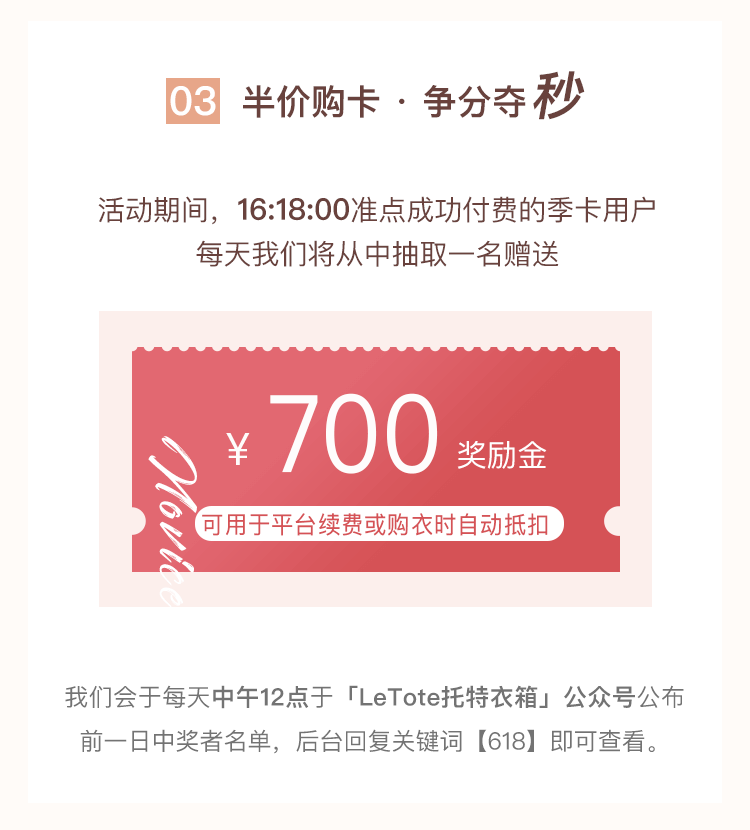 03 半价购卡 · 争分夺秒
活动期间，16:18:00准点成功付费的季卡用户
每天我们将从中抽取一名赠送
¥ 700 奖励金
Novice
可用于平台续费或购衣时自动抵扣
我们会于每天中午12点于「LeTote托特衣箱」公众号公布
前一日中奖者名单，后台回复关键词【618】即可查看。